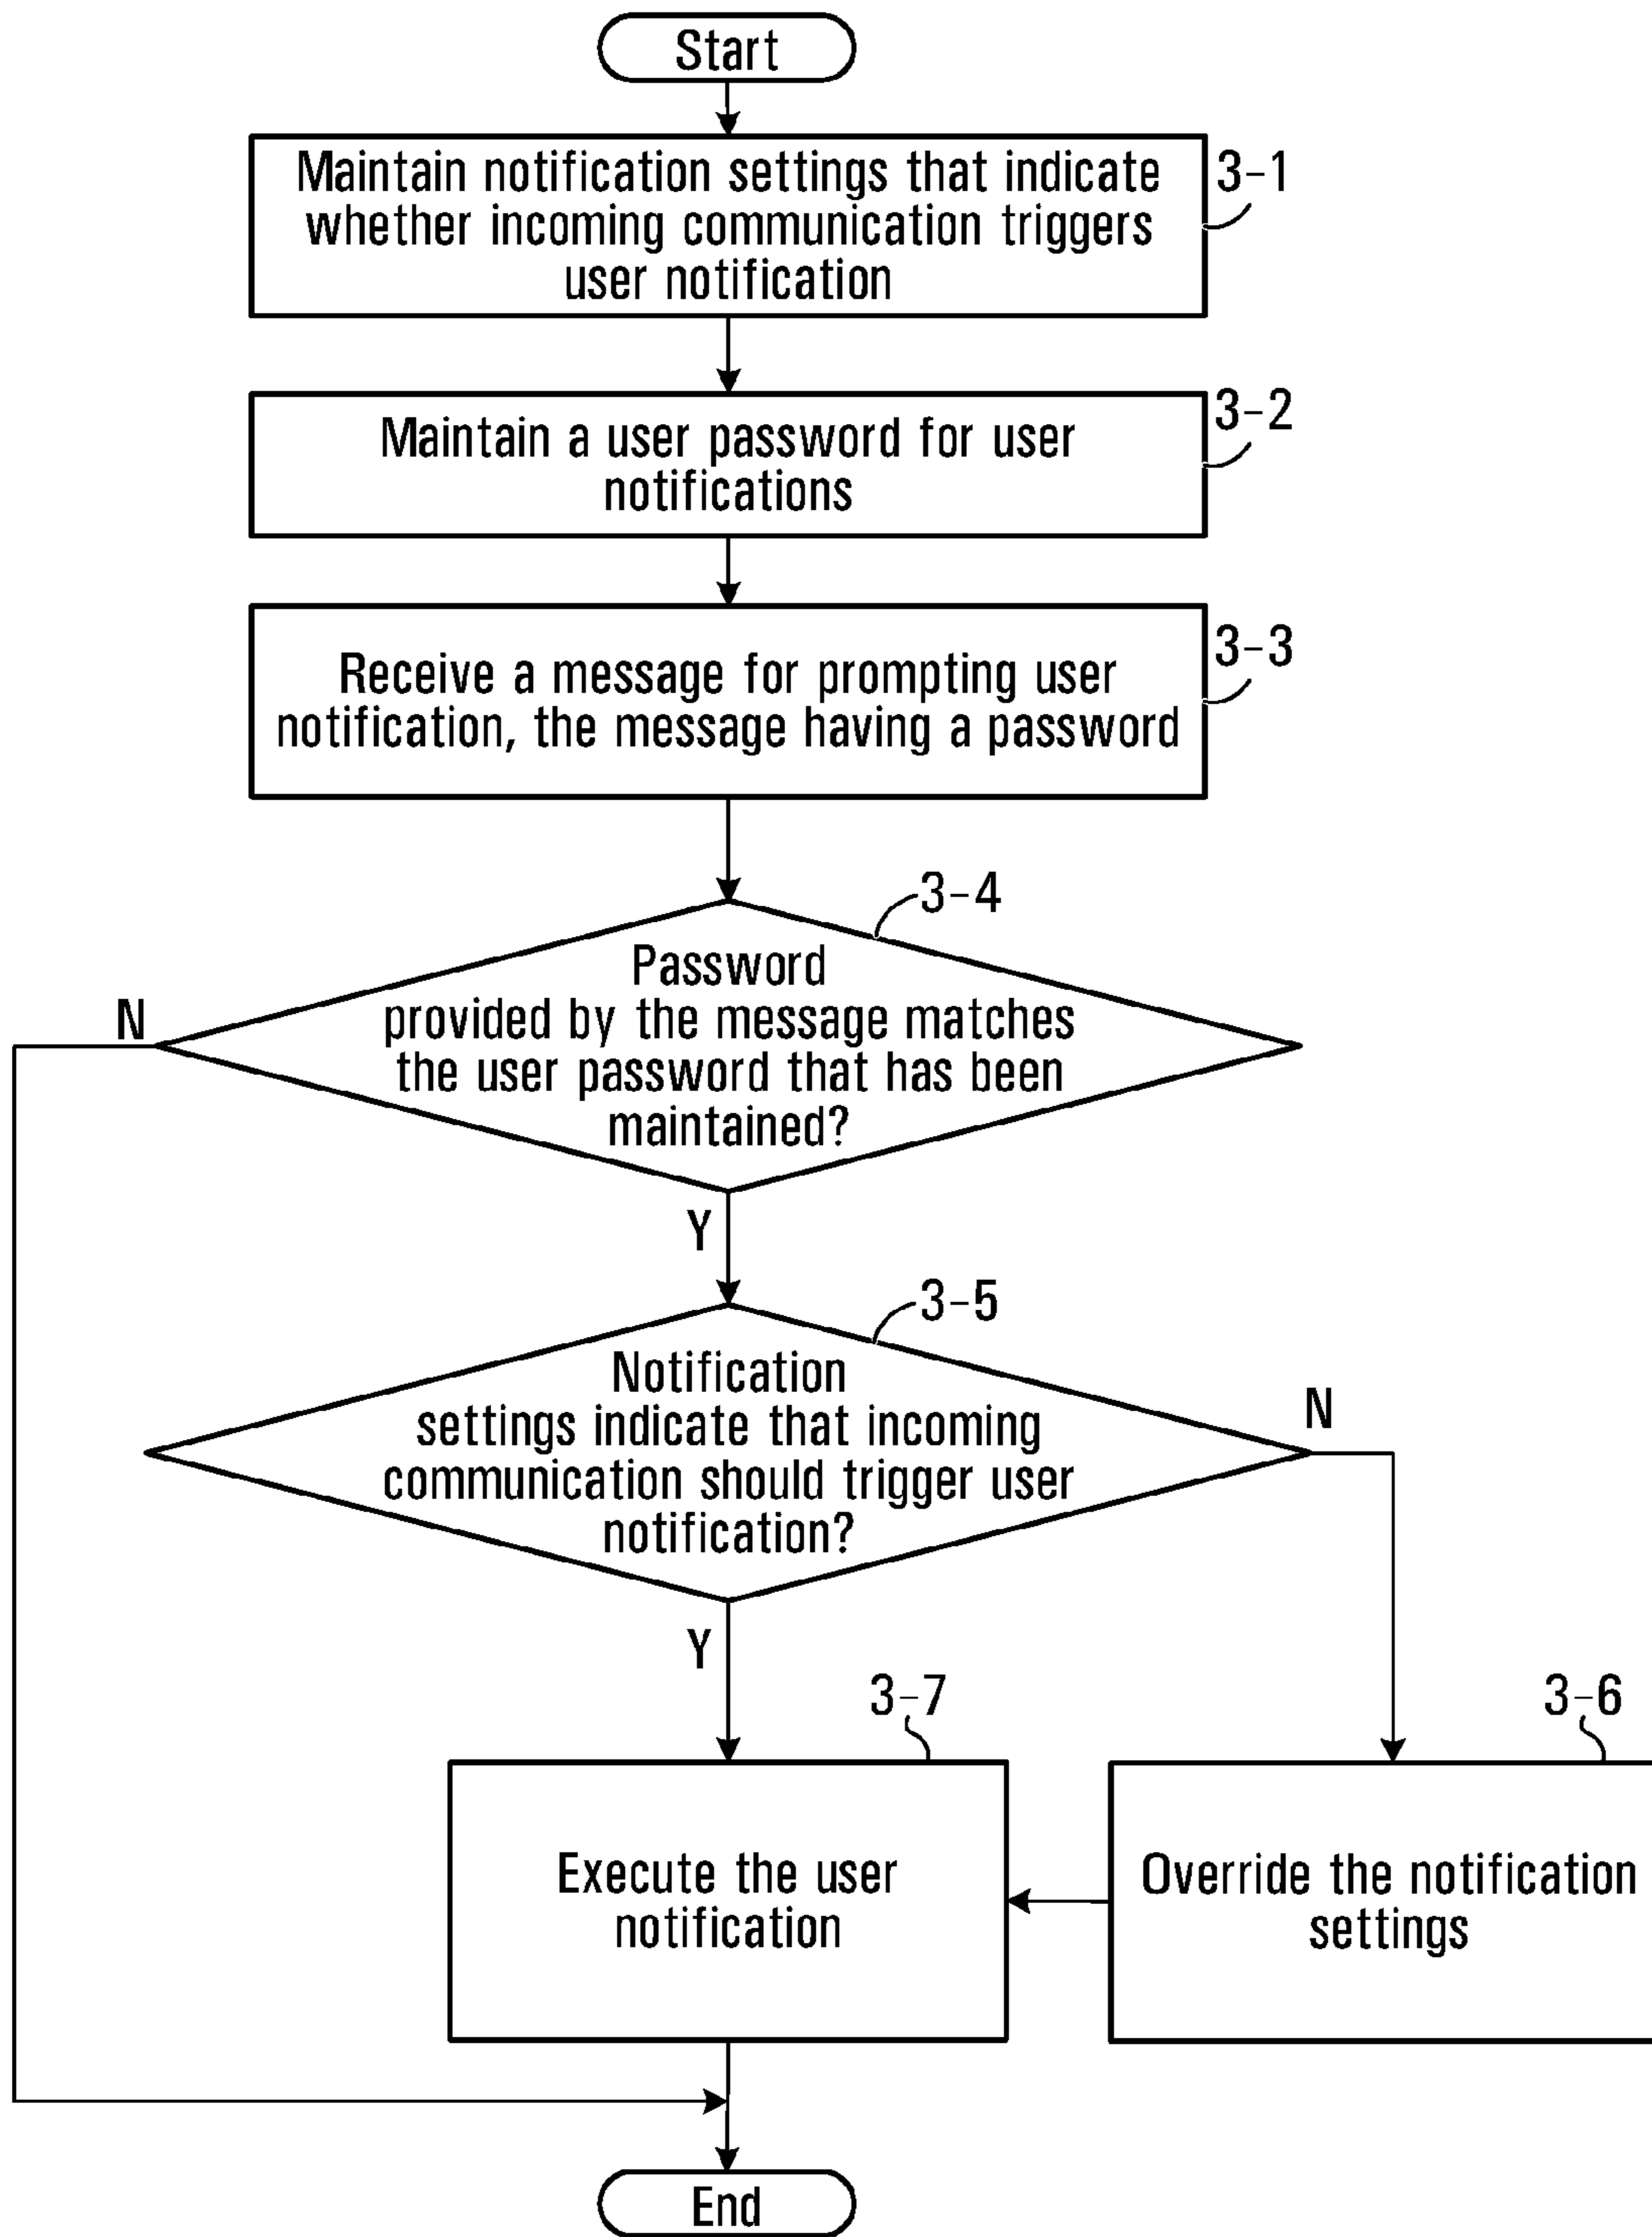 Start
Maintain notification settings that indicate
whether incoming communication triggers
user notification
3-1
Maintain a user password for user
notifications
3-2
Receive a message for prompting user
notification, the message having a password
3-3
3-4
Password
provided by the message matches
the user password that has been
maintained?
N
Y
3-5
Notification
settings indicate that incoming
communication should trigger user
notification?
N
Y
3-7
3-6
Execute the user
notification
Override the notification
settings
End